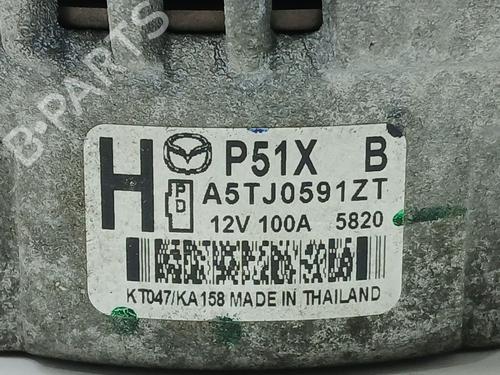 B-PARTS
H P51X B
P D A5TJ0591ZT
12V 100A 5820
KT047/KA158 MADE IN THAILAND